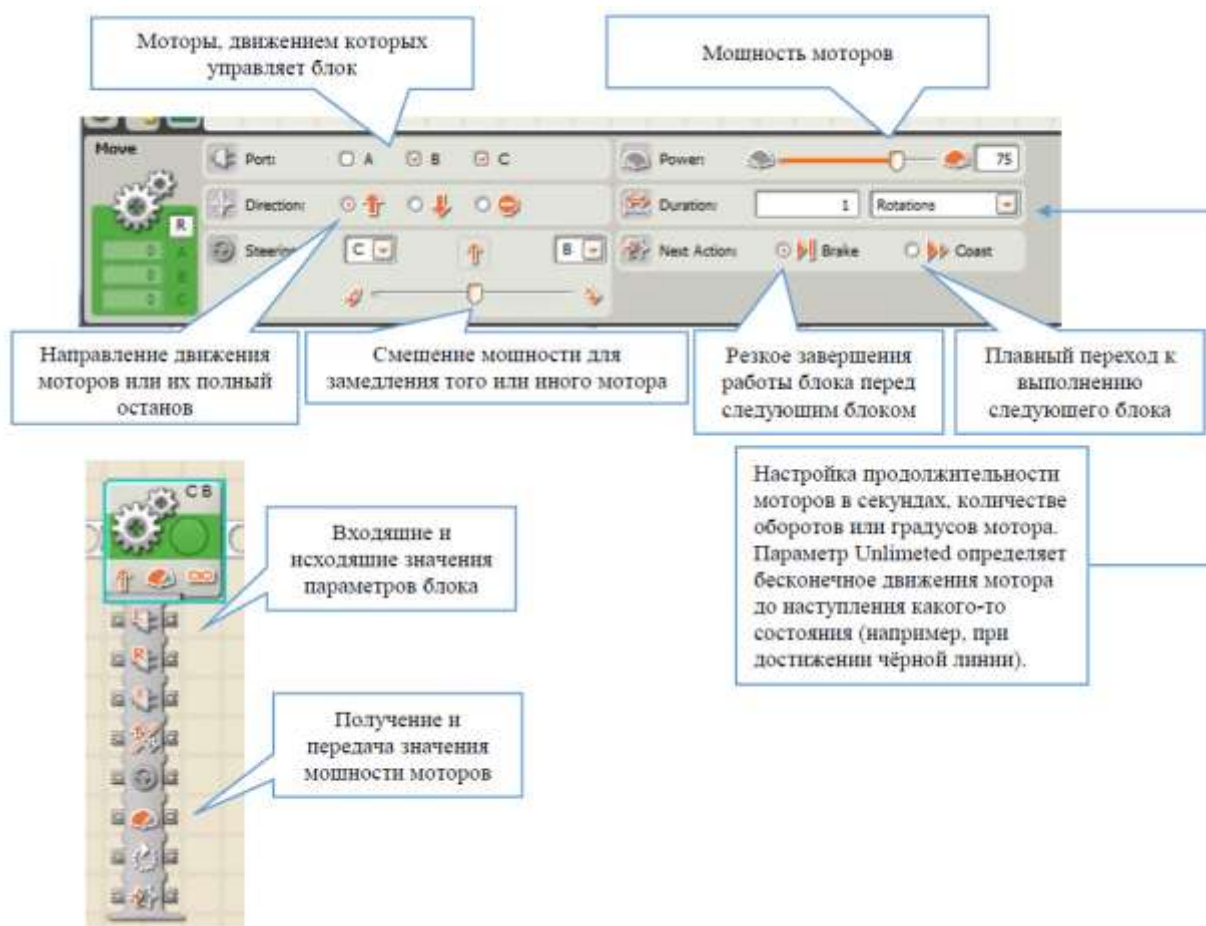 Моторы, движением которых
управляет блок
Мощность моторов
Move
Port: A B C
Power: 75
Direction:
Duration: 1 Rotations
Steering: C B
Next Action: Brake Coast
R
0 A
0 B
0 C
Направление движения
моторов или их полный
останов
Смешение мощности для
замедления того или иного мотора
Резкое завершения
работы блока перед
следующим блоком
Плавный переход к
выполнению
следующего блока
Настройка продолжительности
моторов в секундах, количестве
оборотов или градусов мотора.
Параметр Unlimeted определяет
бесконечное движения мотора
до наступления какого-то
состояния (например, при
достижении чёрной линии).
C B
Входящие и
исходящие значения
параметров блока
Получение и
передача значения
мощности моторов